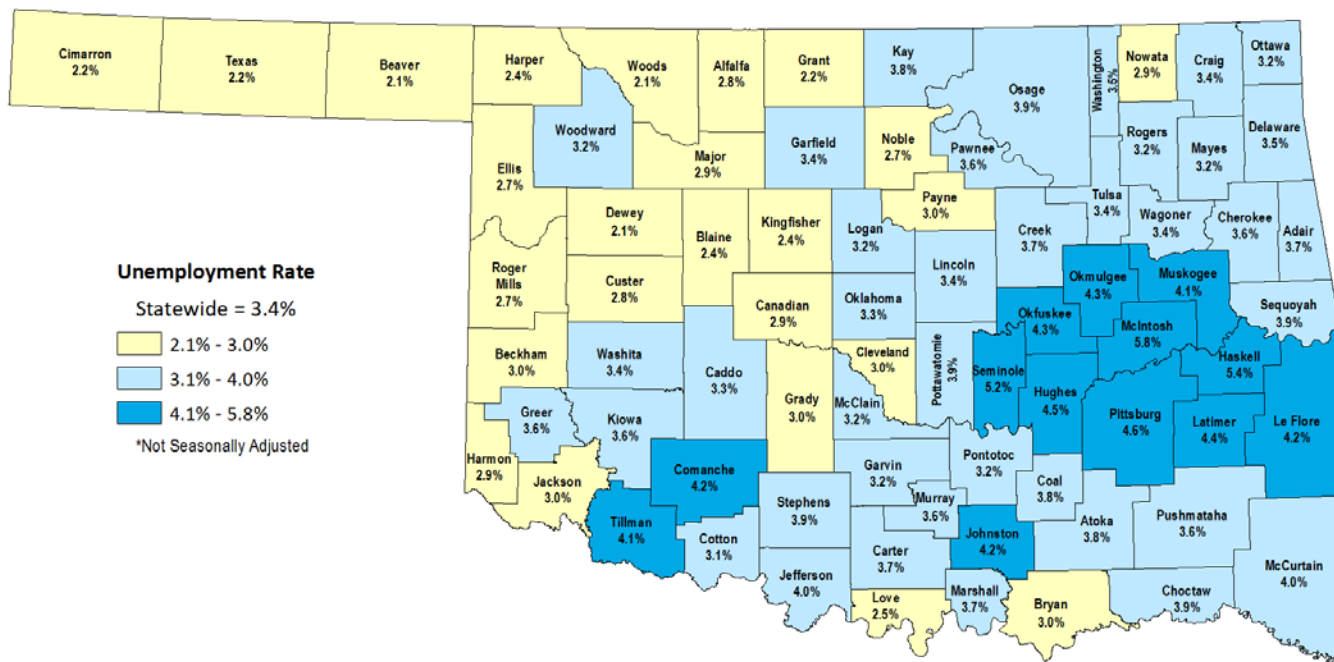 Cimarron
2.2%
Texas
2.2%
Beaver
2.1%
Harper
2.4%
Woods
2.1%
Alfalfa
2.8%
Grant
2.2%
Kay
3.8%
Osage
3.9%
Washington
3.5%
Nowata
2.9%
Craig
3.4%
Ottawa
3.2%
Woodward
3.2%
Major
2.9%
Garfield
3.4%
Noble
2.7%
Pawnee
3.6%
Rogers
3.2%
Mayes
3.2%
Delaware
3.5%
Ellis
2.7%
Dewey
2.1%
Blaine
2.4%
Kingfisher
2.4%
Logan
3.2%
Payne
3.0%
Creek
3.7%
Tulsa
3.4%
Wagoner
3.4%
Cherokee
3.6%
Adair
3.7%
Roger
Mills
2.7%
Custer
2.8%
Canadian
2.9%
Oklahoma
3.3%
Lincoln
3.4%
Okmulgee
4.3%
Muskogee
4.1%
Okfuskee
4.3%
McIntosh
5.8%
Sequoyah
3.9%
Unemployment Rate
Statewide = 3.4%
2.1% - 3.0%
3.1% - 4.0%
4.1% - 5.8%
*Not Seasonally Adjusted
Beckham
3.0%
Washita
3.4%
Caddo
3.3%
Grady
3.0%
Cleveland
3.0%
McClain
3.2%
Pottawatomie
3.9%
Seminole
5.2%
Hughes
4.5%
Pittsburg
4.6%
Haskell
5.4%
Latimer
4.4%
Le Flore
4.2%
Greer
3.6%
Kiowa
3.6%
Harmon
2.9%
Jackson
3.0%
Comanche
4.2%
Tillman
4.1%
Cotton
3.1%
Stephens
3.9%
Garvin
3.2%
Murray
3.6%
Pontotoc
3.2%
Coal
3.8%
Atoka
3.8%
Pushmataha
3.6%
Johnston
4.2%
Carter
3.7%
Jefferson
4.0%
Love
2.5%
Marshall
3.7%
Bryan
3.0%
Choctaw
3.9%
McCurtain
4.0%